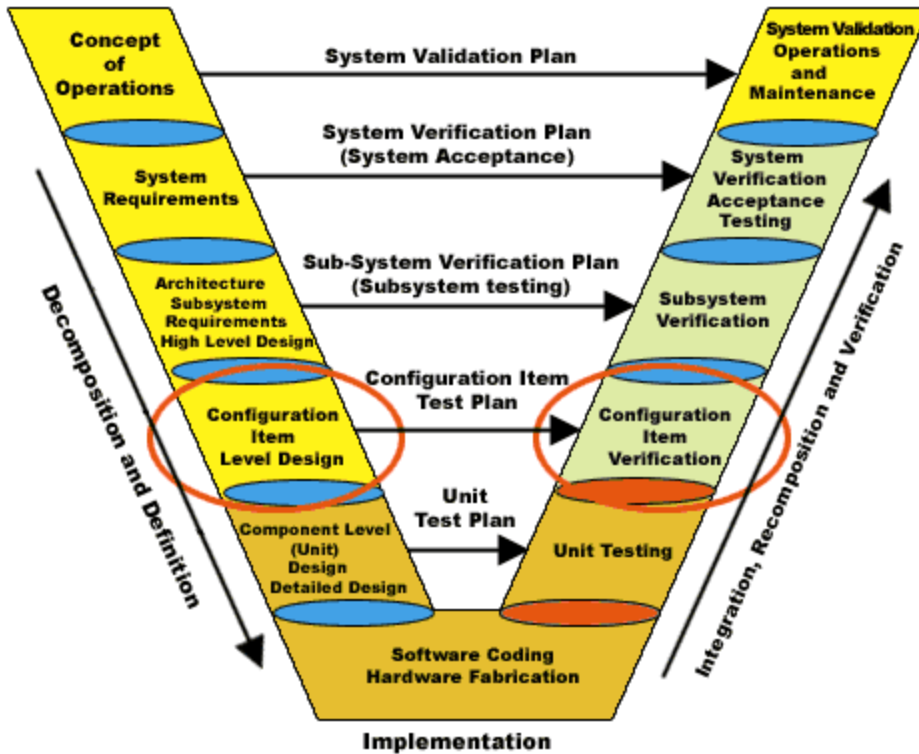 Concept
of
Operations
System Validation Plan
System Validation
Operations
and
Maintenance
System Verification Plan
(System Acceptance)
System
Requirements
System
Verification
Acceptance
Testing
Sub-System Verification Plan
(Subsystem testing)
Architecture
Subsystem
Requirements
High Level Design
Subsystem
Verification
Configuration Item
Test Plan
Configuration
Item
Level Design
Configuration
Item
Verification
Unit
Test Plan
Component Level
(Unit)
Design
Detailed Design
Unit Testing
Software Coding
Hardware Fabrication
Implementation
Decomposition and Definition
Integration, Recomposition and Verification